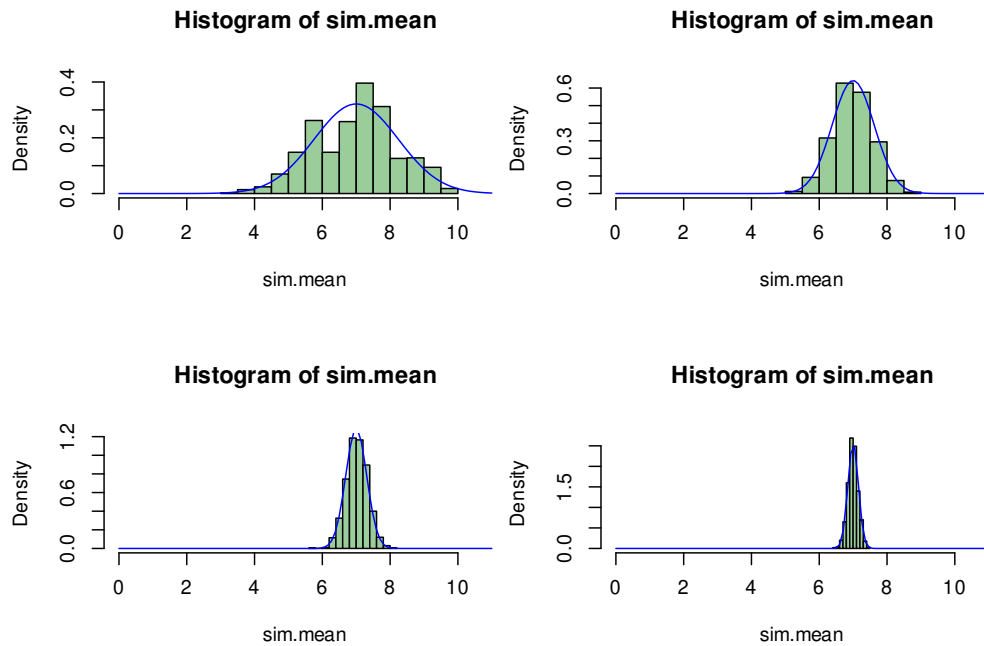 Histogram of sim.mean
Density
0.0 0.2 0.4
0 2 4 6 8 10
sim.mean
Histogram of sim.mean
Density
0.0 0.3 0.6
0 2 4 6 8 10
sim.mean
Histogram of sim.mean
Density
0.0 0.6 1.2
0 2 4 6 8 10
sim.mean
Histogram of sim.mean
Density
0.0 1.5
0 2 4 6 8 10
sim.mean